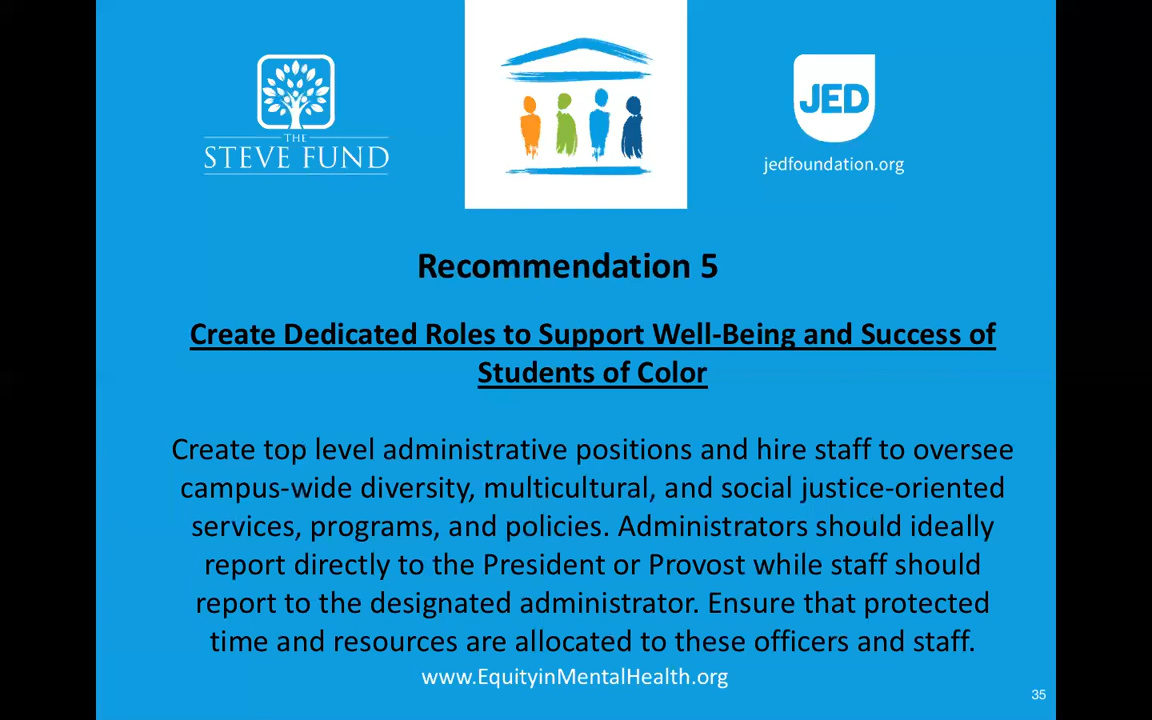 THE
STEVE FUND
JED
jedfoundation.org
Recommendation 5
Create Dedicated Roles to Support Well-Being and Success of
Students of Color
Create top level administrative positions and hire staff to oversee
campus-wide diversity, multicultural, and social justice-oriented
services, programs, and policies. Administrators should ideally
report directly to the President or Provost while staff should
report to the designated administrator. Ensure that protected
time and resources are allocated to these officers and staff.
www.EquityinMentalHealth.org
35